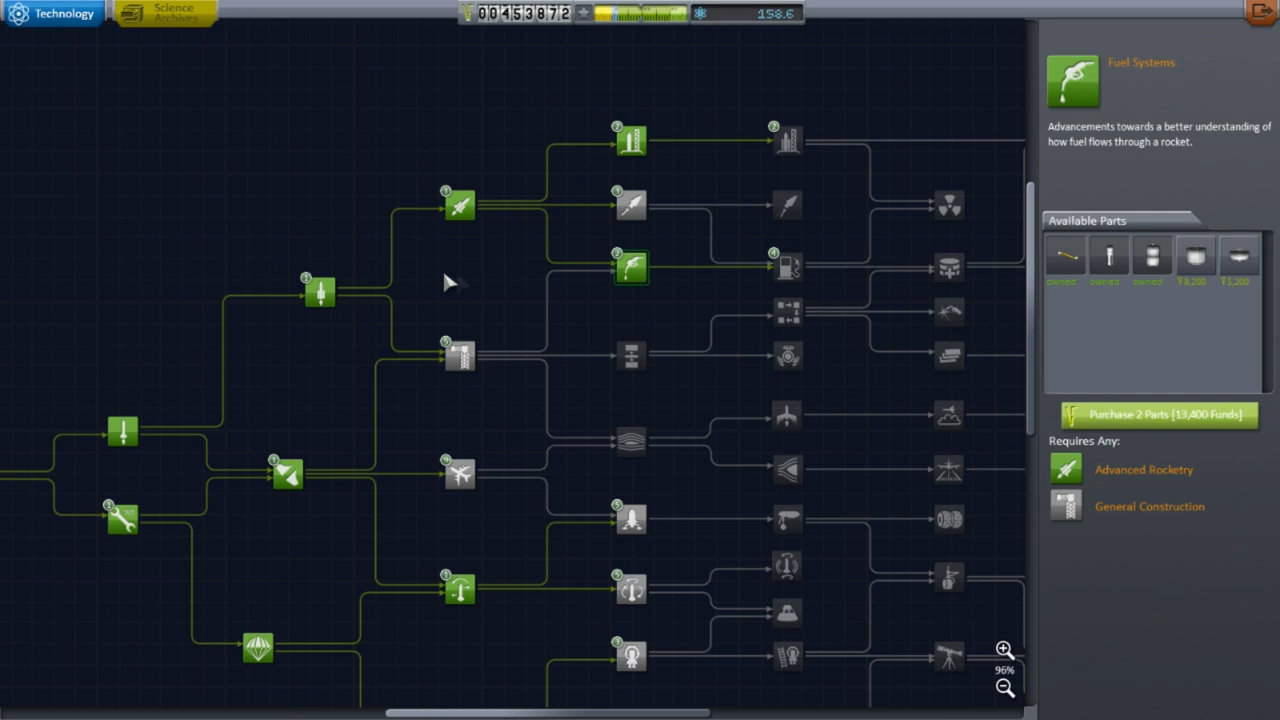 Technology
Science
Archives
00453872
158.6
Fuel Systems
Advancements towards a better understanding of
how fuel flows through a rocket.
Available Parts
owned owned owned 8,200 5,200
Purchase 2 Parts [13,400 Funds]
Requires Any:
Advanced Rocketry
General Construction
96%